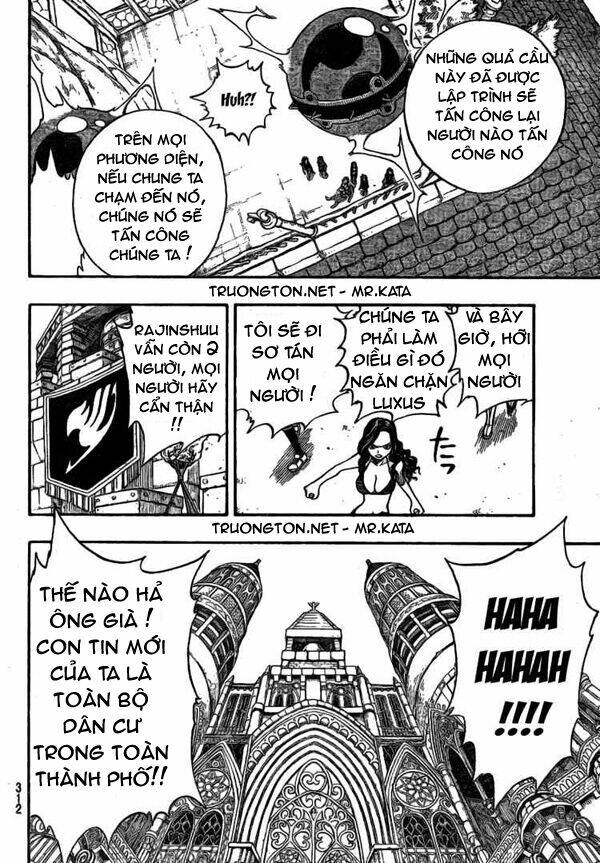 NHỮNG QUẢ CẦU
NÀY ĐÃ ĐƯỢC
LẬP TRÌNH SẼ
TẤN CÔNG LẠI
NGƯỜI NÀO TẤN
CÔNG NÓ
Huh?!
TRÊN MỌI
PHƯƠNG DIỆN,
NẾU CHUNG TA
CHẠM ĐẾN NÓ,
CHÚNG NÓ SẼ
TẤN CÔNG
CHÚNG TA !
TRUONGTON.NET - MR.KATA
VÀ BÂY
GIỜ, HỠI
MỌI
NGƯỜI
CHÚNG TA
PHẢI LÀM
ĐIỀU GÌ ĐÓ
NGĂN CHẶN
LUXUS
TÔI SẼ ĐI
SƠ TÁN
MỌI
NGƯỜI !
たっ
RAJINSHUU
VẪN CÒN 2
NGƯỜI, MỌI
NGƯỜI HÃY
CẨN THẬN
!!
TRUONGTON.NET - MR.KATA
HAHA
HAHAH
!!!!
THẾ NÀO HẢ
ÔNG GIÀ !
CON TIN MỚI
CỦA TA LÀ
TOÀN BỘ
DÂN CƯ
TRONG TOÀN
THÀNH PHỐ!!
312